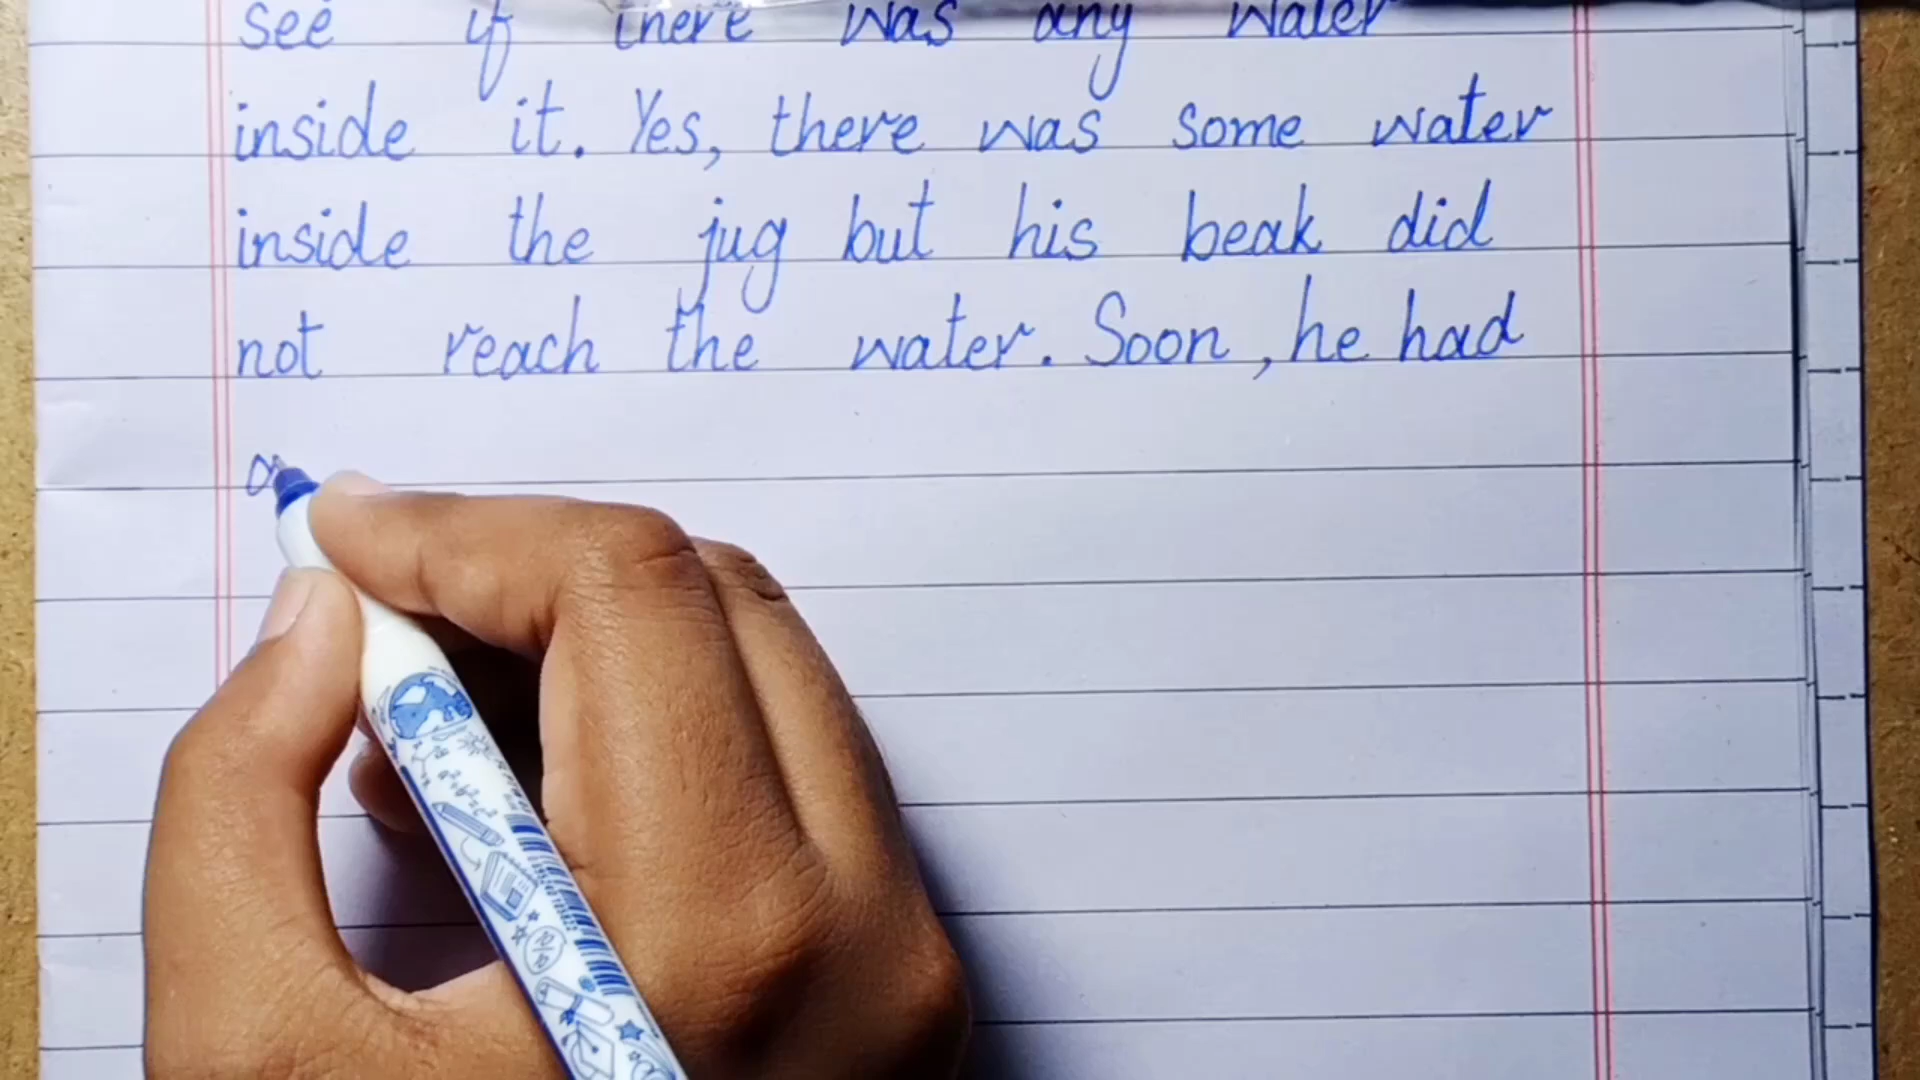 see if there was any water
inside it. Yes, there was some water
inside the jug but his beak did
not reach the water. Soon, he had
a